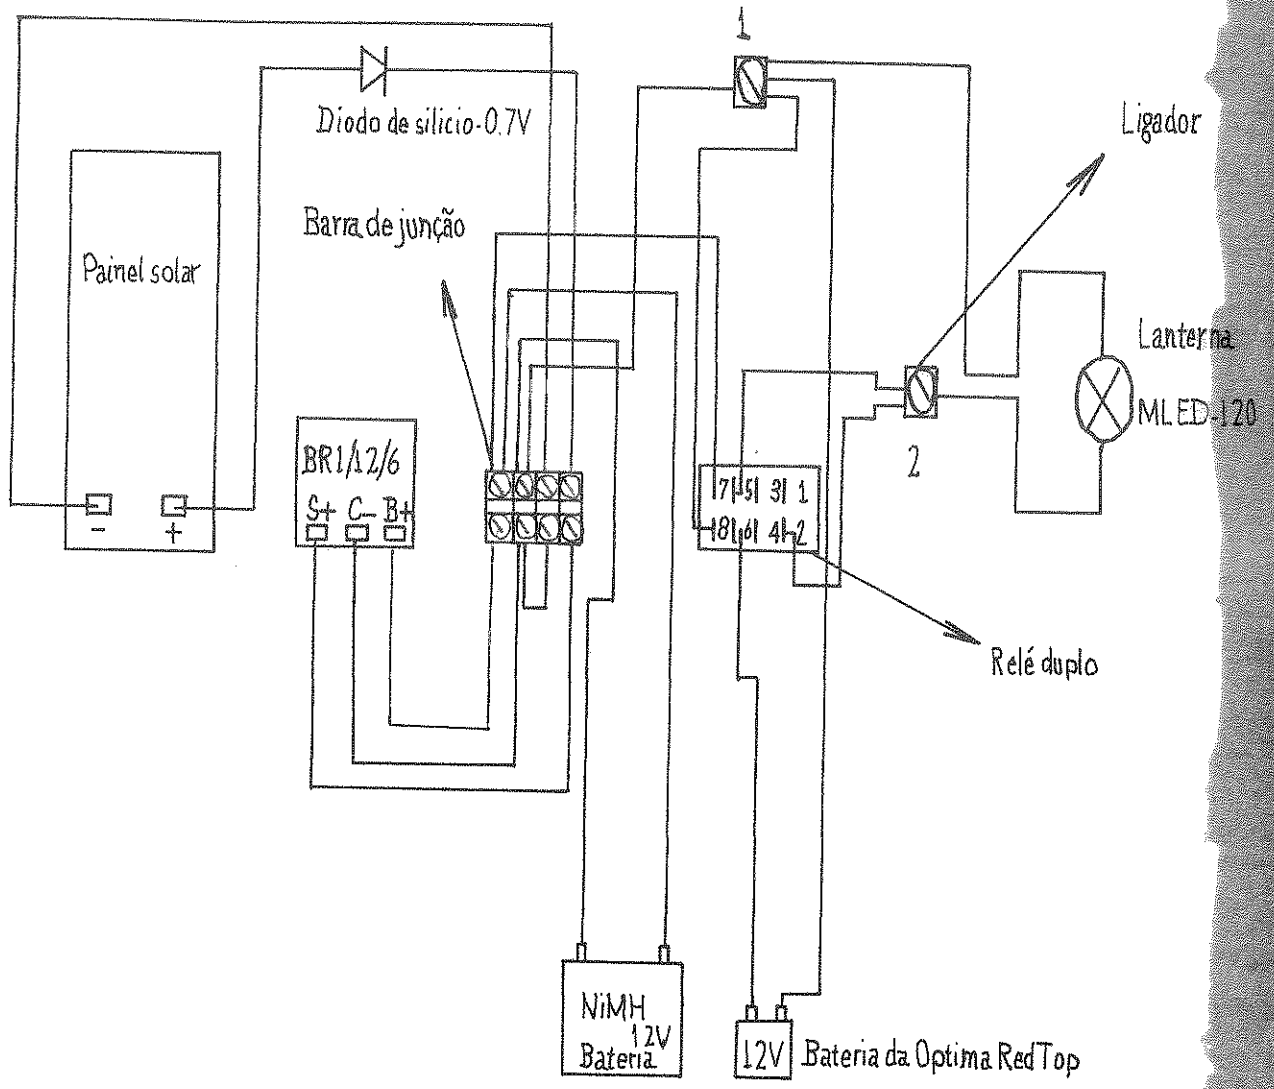 1
Díodo de silicio-0.7V
Ligador
Barra de junção
Painel solar
Lanterna
MLED-120
BR1/12/6
S+ C- B+
- +
2
7 5 3 1
8 6 4 2
Relé duplo
NiMH
12V
Bateria
12V Bateria da Optima RedTop